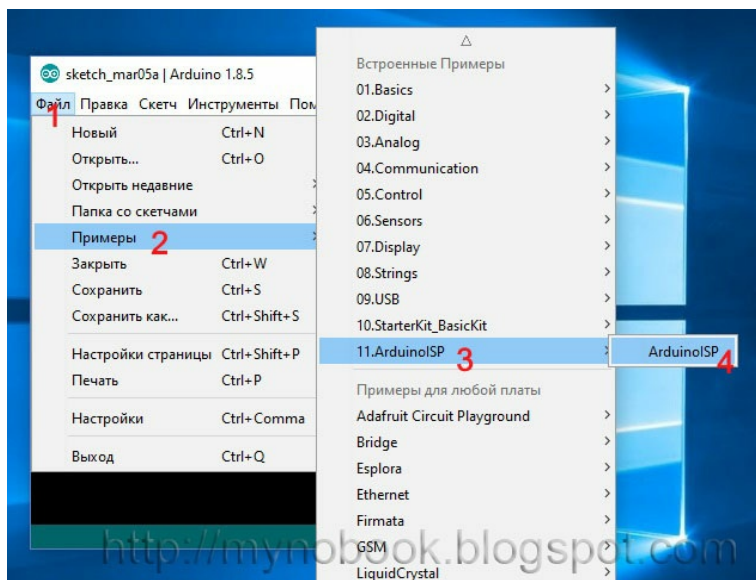 sketch_mar05a | Arduino 1.8.5
Файл Правка Скетч Инструменты Пом
1
Новый Ctrl+N
Открыть... Ctrl+O
Открыть недавние
Папка со скетчами
Примеры 2
Закрыть Ctrl+W
Сохранить Ctrl+S
Сохранить как... Ctrl+Shift+S
Настройки страницы Ctrl+Shift+P
Печать Ctrl+P
Настройки Ctrl+Comma
Выход Ctrl+Q
Встроенные Примеры
01.Basics
02.Digital
03.Analog
04.Communication
05.Control
06.Sensors
07.Display
08.Strings
09.USB
10.StarterKit_BasicKit
11.ArduinoISP 3
Примеры для любой платы
Adafruit Circuit Playground
Bridge
Esplora
Ethernet
Firmata
GSM
LiquidCrystal
ArduinoISP 4
http://mynobook.blogspot.com